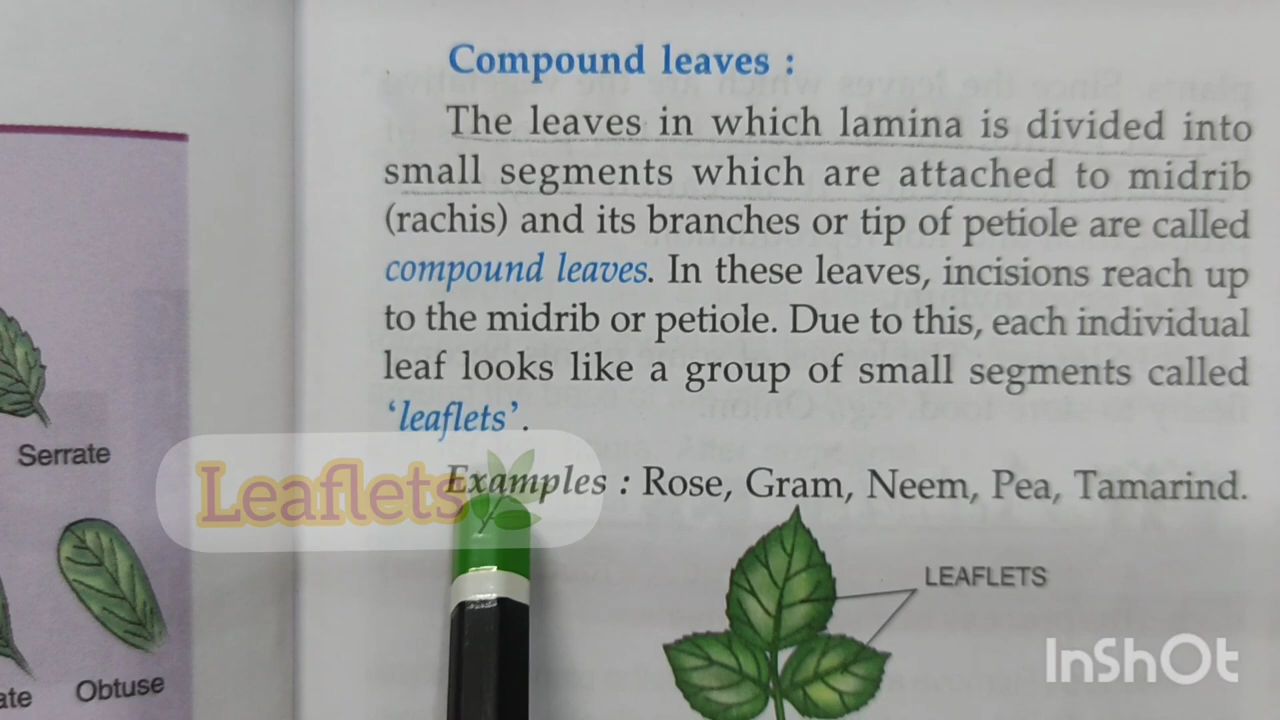 Compound leaves :
The leaves in which lamina is divided into
small segments which are attached to midrib
(rachis) and its branches or tip of petiole are called
compound leaves. In these leaves, incisions reach up
to the midrib or petiole. Due to this, each individual
leaf looks like a group of small segments called
‘leaflets’.
Serrate
Leaflets
Examples : Rose, Gram, Neem, Pea, Tamarind.
LEAFLETS
InShOt
ate
Obtuse